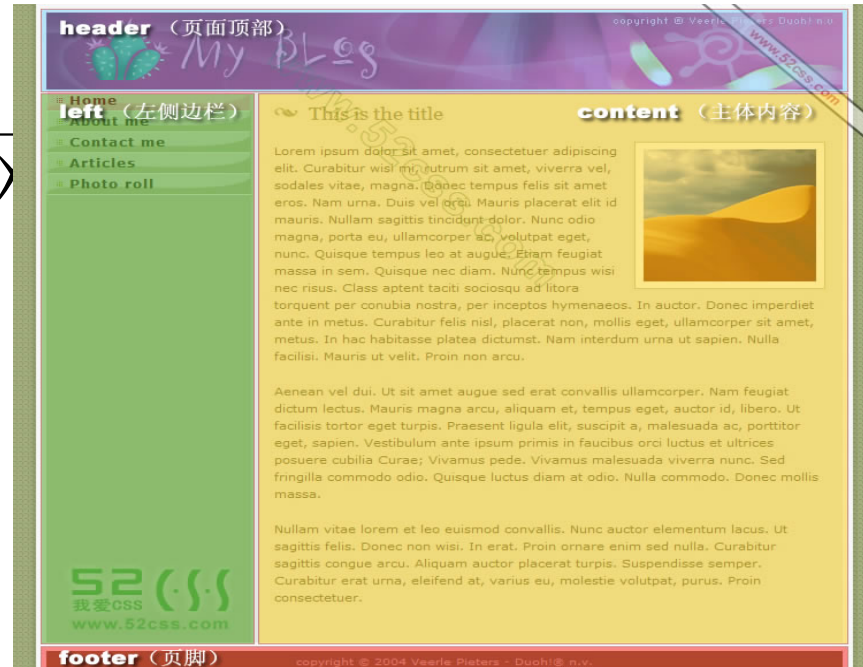 header （页面顶部）
copyright ® Veerle Pieters Duoh! n.v.
My BLog
www.52css.com
Home
left （左侧边栏）
About me
Contact me
Articles
Photo roll
This is the title
content （主体内容）
Lorem ipsum dolor sit amet, consectetuer adipiscing
elit. Curabitur wisi mi, rutrum sit amet, viverra vel,
sodales vitae, magna. Donec tempus felis sit amet
eros. Nam urna. Duis vel orci. Mauris placerat elit id
mauris. Nullam sagittis tincidunt dolor. Nunc odio
magna, porta eu, ullamcorper ac, volutpat eget,
nunc. Quisque tempus leo at augue. Etiam feugiat
massa in sem. Quisque nec diam. Nunc tempus wisi
nec risus. Class aptent taciti sociosqu ad litora
torquent per conubia nostra, per inceptos hymenaeos. In auctor. Donec imperdiet
ante in metus. Curabitur felis nisl, placerat non, mollis eget, ullamcorper sit amet,
metus. In hac habitasse platea dictumst. Nam interdum urna ut sapien. Nulla
facilisi. Mauris ut velit. Proin non arcu.
Aenean vel dui. Ut sit amet augue sed erat convallis ullamcorper. Nam feugiat
dictum lectus. Mauris magna arcu, aliquam et, tempus eget, auctor id, libero. Ut
facilisis tortor eget turpis. Praesent ligula elit, suscipit a, malesuada ac, porttitor
eget, sapien. Vestibulum ante ipsum primis in faucibus orci luctus et ultrices
posuere cubilia Curae; Vivamus pede. Vivamus malesuada viverra nunc. Sed
fringilla commodo odio. Quisque luctus diam at odio. Nulla commodo. Donec mollis
massa.
Nullam vitae lorem et leo euismod convallis. Nunc auctor elementum lacus. Ut
sagittis felis. Donec non wisi. In erat. Proin ornare enim sed nulla. Curabitur
sagittis congue arcu. Aliquam auctor placerat turpis. Suspendisse semper.
Curabitur erat urna, eleifend at, varius eu, molestie volutpat, purus. Proin
consectetuer.
www.52css.com
52css
我爱CSS
www.52css.com
footer（页脚）
copyright © 2004 Veerle Pieters - Duoh!® n.v.